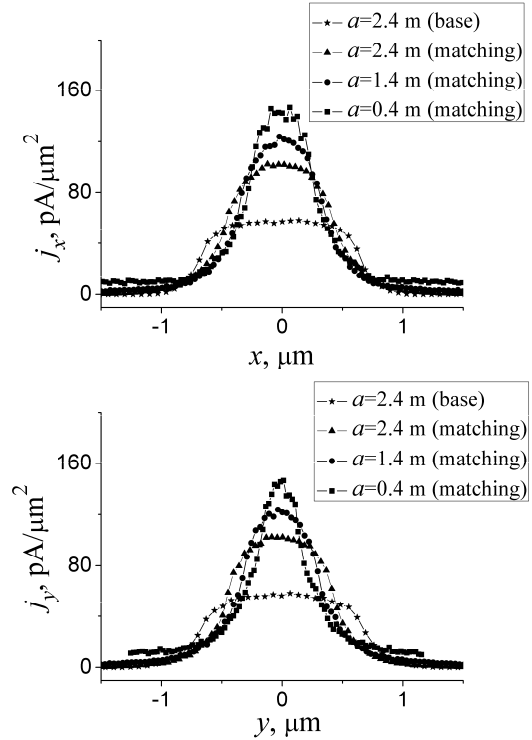 a=2.4 m (base)
a=2.4 m (matching)
a=1.4 m (matching)
a=0.4 m (matching)
160
80
0
jx, pA/μm²
-1 0 1
x, μm
a=2.4 m (base)
a=2.4 m (matching)
a=1.4 m (matching)
a=0.4 m (matching)
160
80
0
jy, pA/μm²
-1 0 1
y, μm